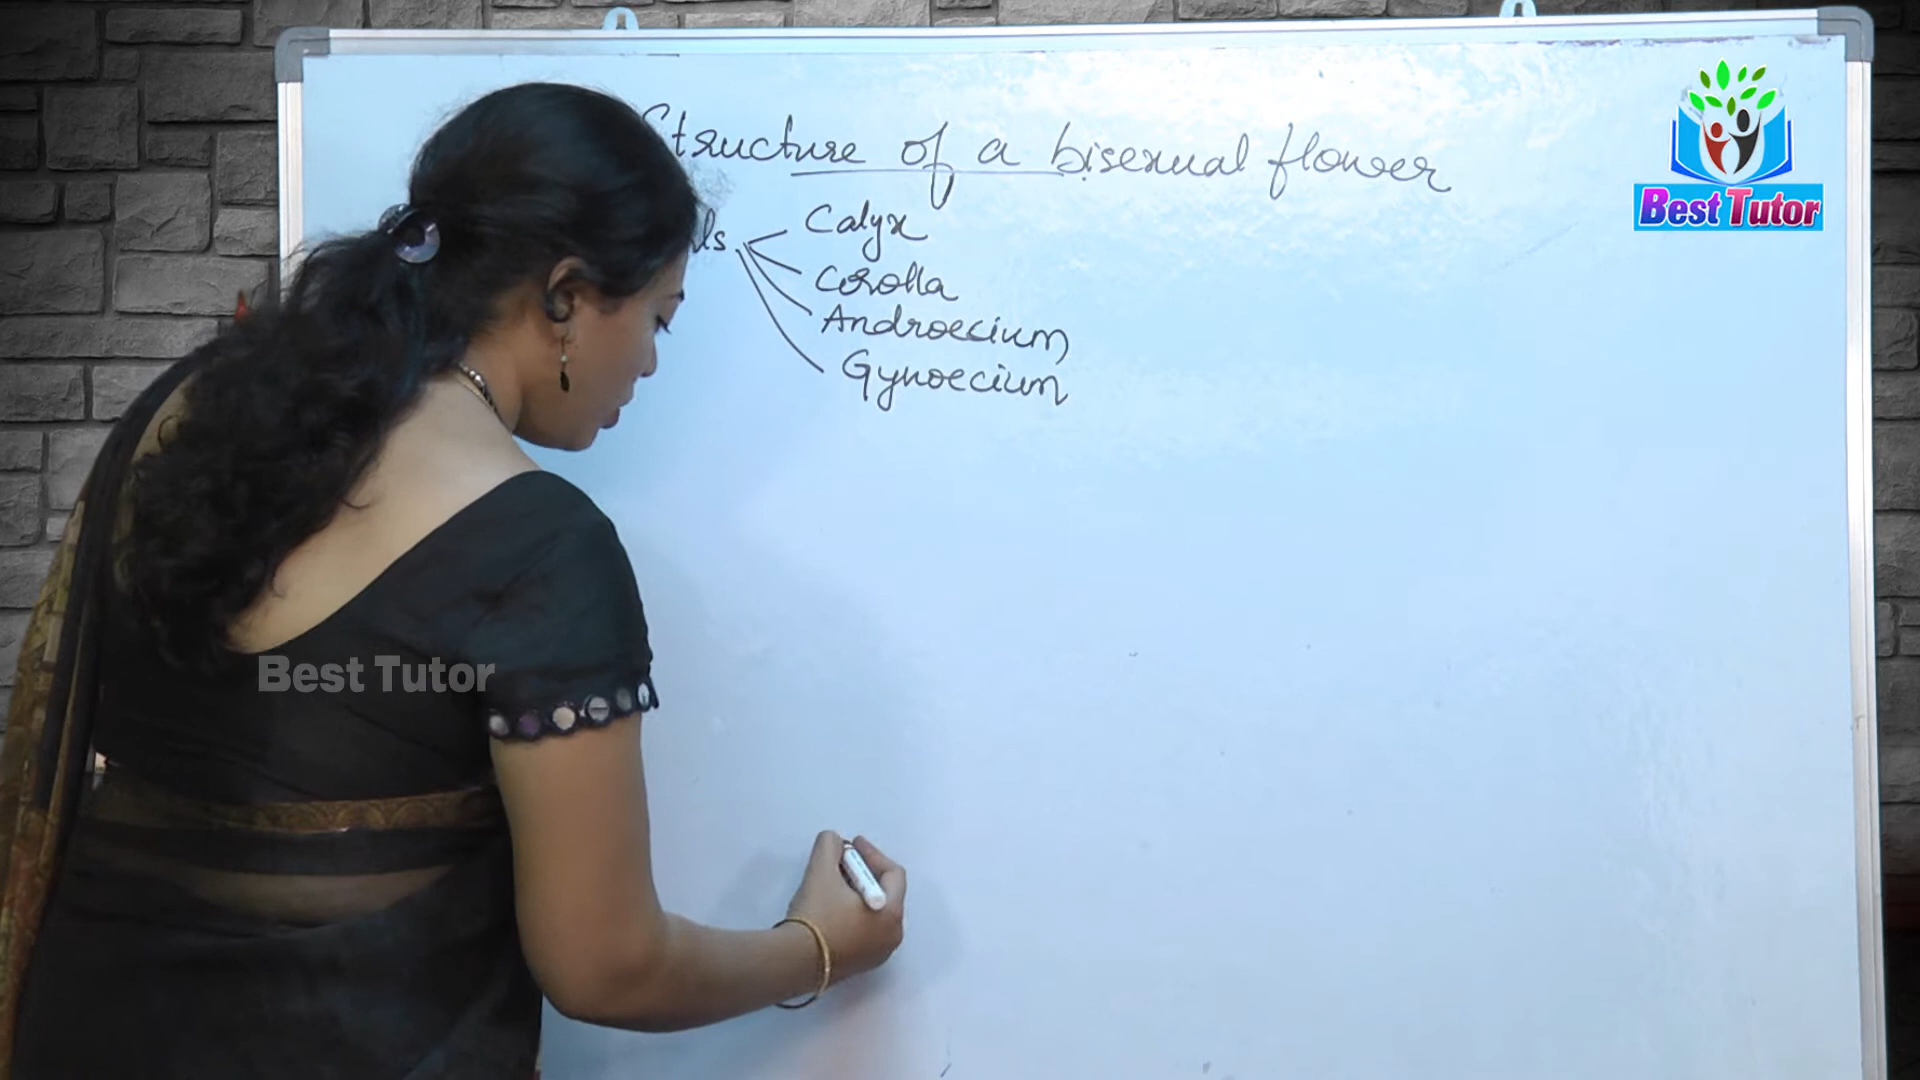 Structure of a bisexual flower
Calyx
Corolla
Androecium
Gynoecium
Best Tutor
Best Tutor